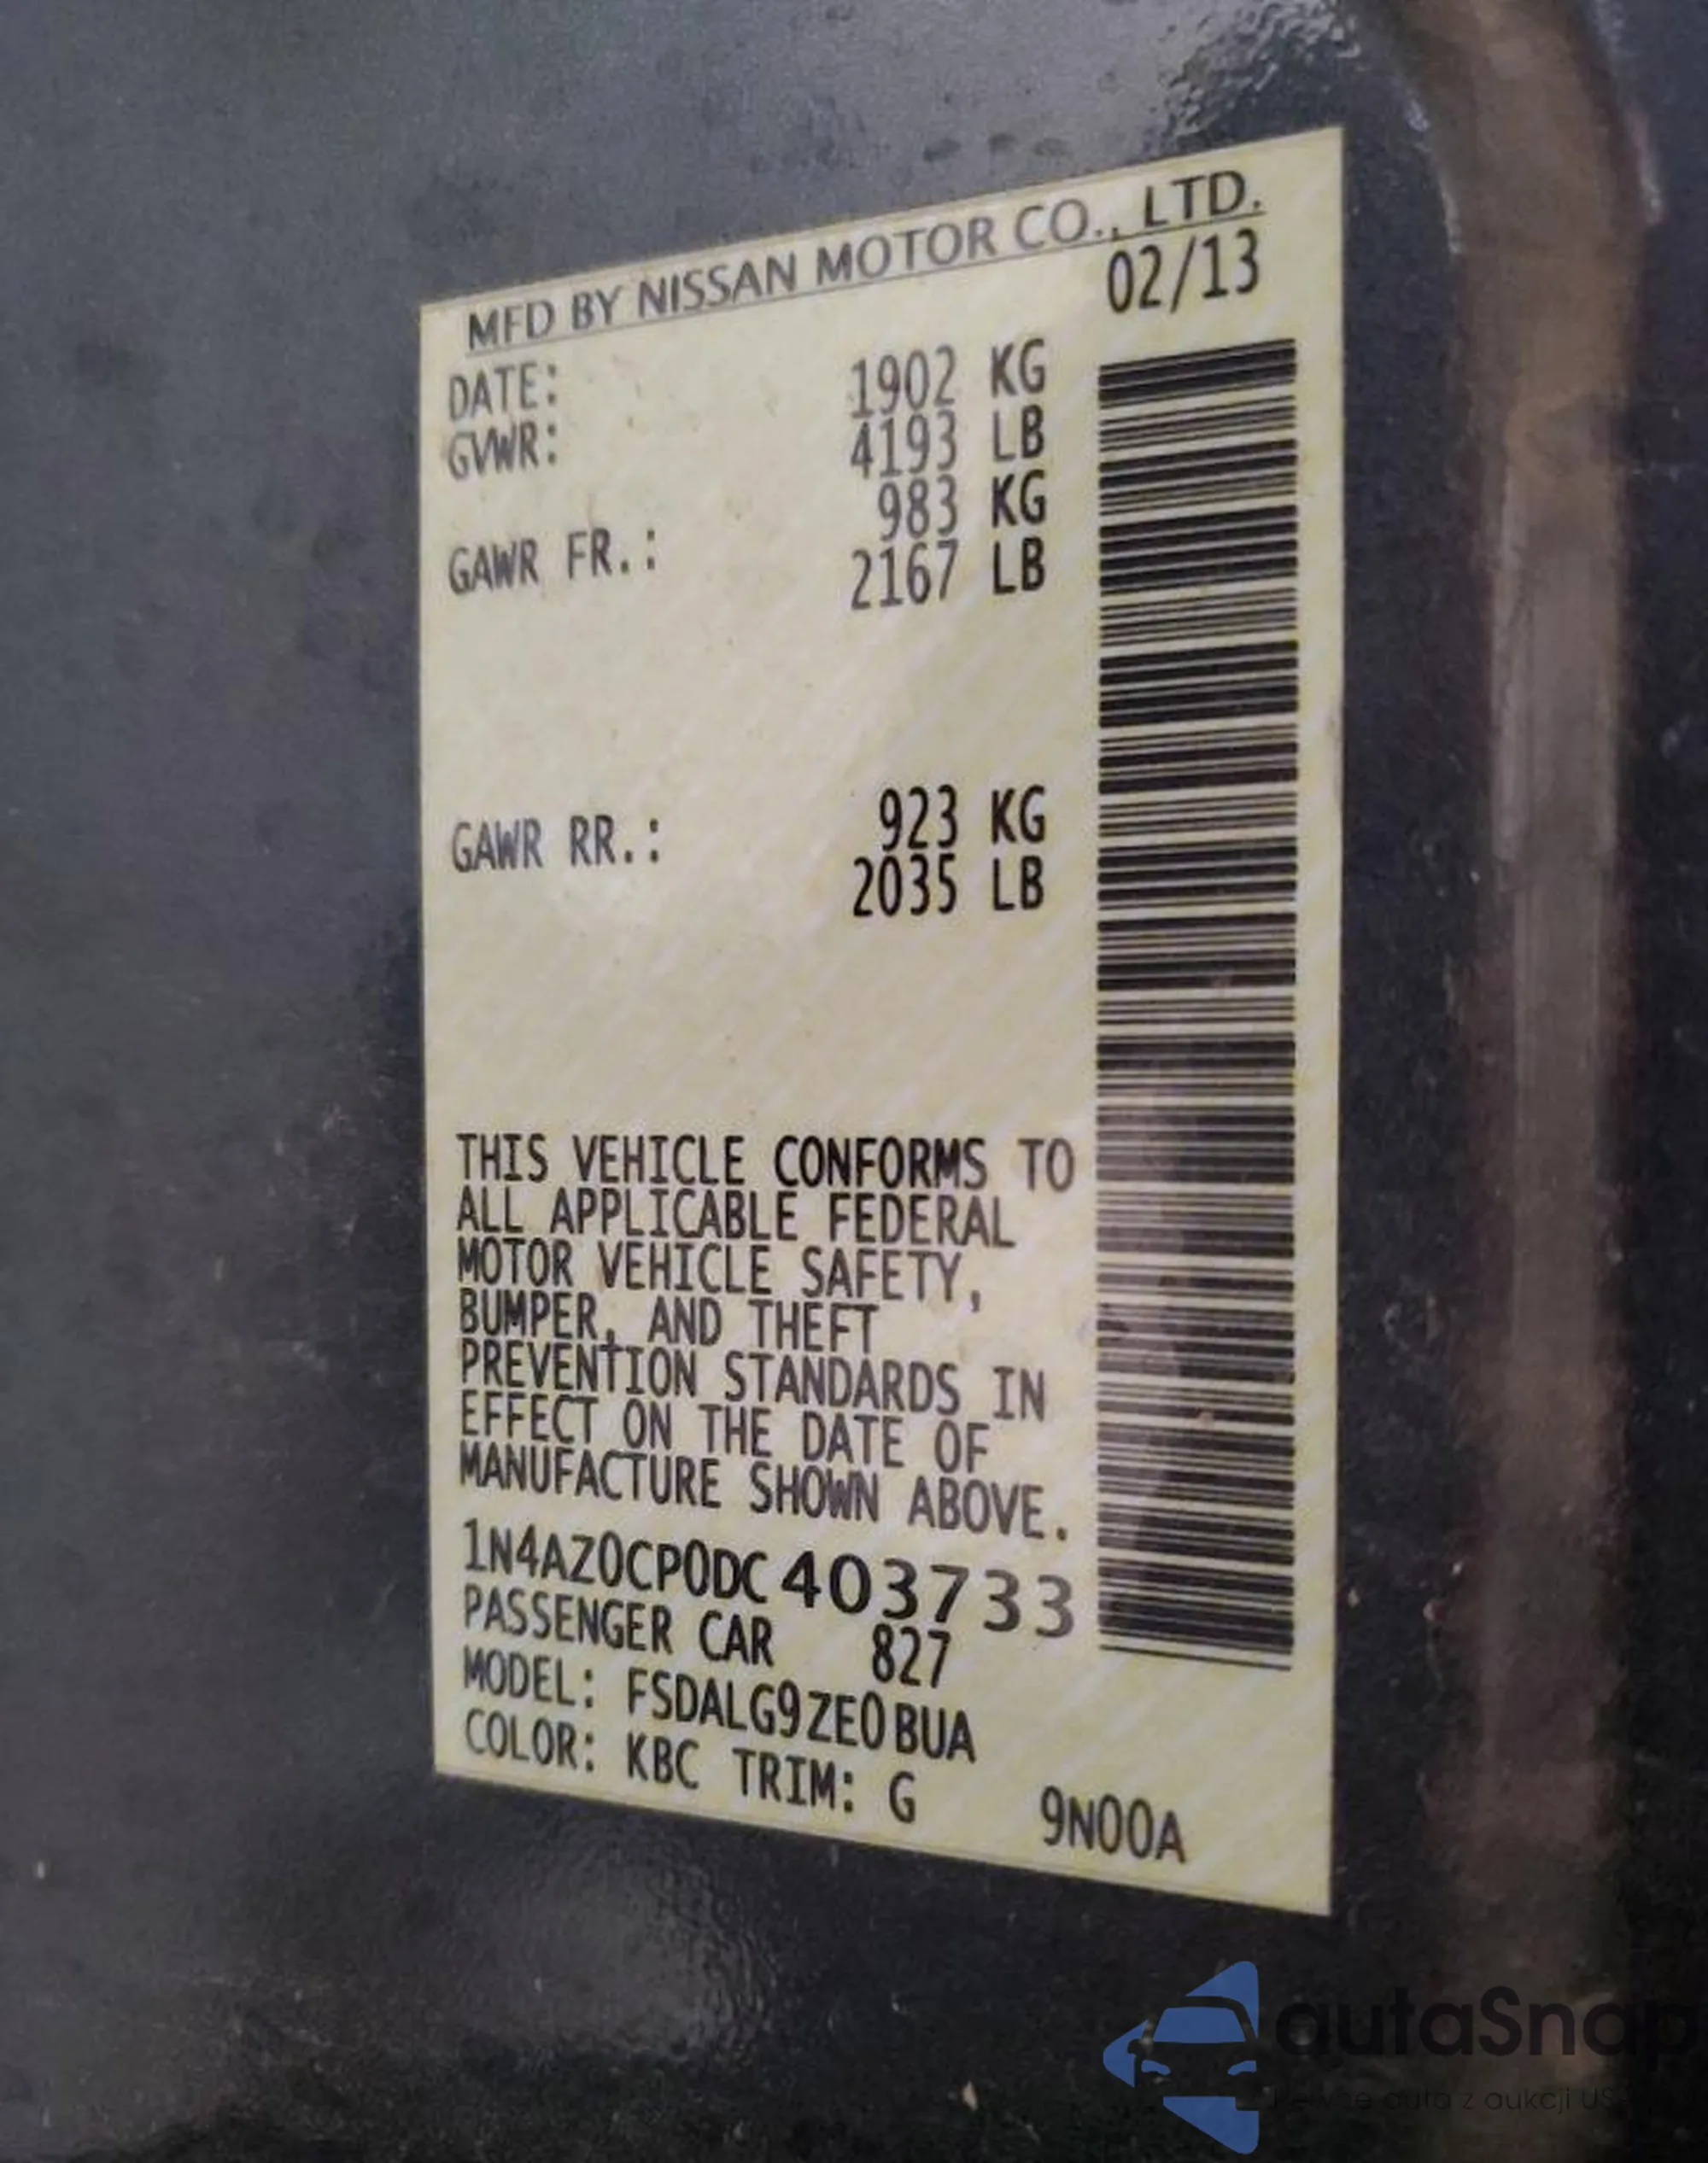 MFD BY NISSAN MOTOR CO., LTD.
DATE: 02/13
GVWR: 1902 KG
4193 LB
GAWR FR.: 983 KG
2167 LB
GAWR RR.: 923 KG
2035 LB
THIS VEHICLE CONFORMS TO
ALL APPLICABLE FEDERAL
MOTOR VEHICLE SAFETY,
BUMPER, AND THEFT
PREVENTION STANDARDS IN
EFFECT ON THE DATE OF
MANUFACTURE SHOWN ABOVE.
1N4AZ0CP0DC403733
PASSENGER CAR 827
MODEL: FSDALG9ZE0BUA
COLOR: KBC TRIM: G 9N00A
autaSnap
auta z aukcji